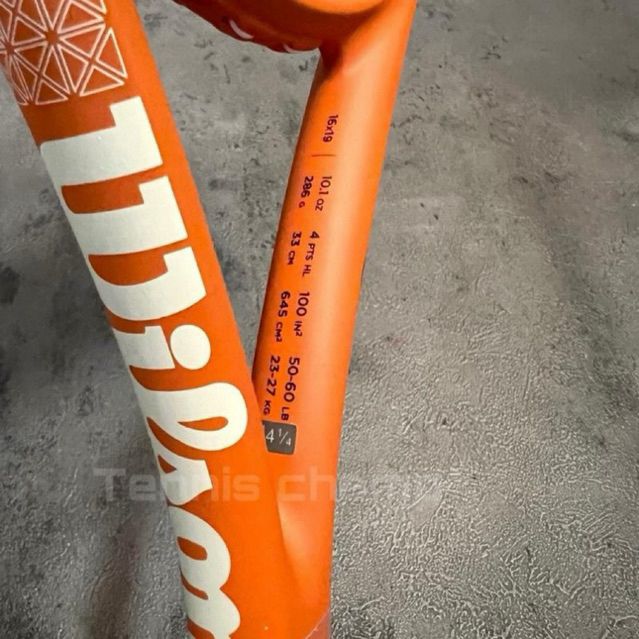 Wilson
16x19
10.1 OZ
286 G
4 PTS HL
33 CM
100 IN²
645 CM²
50-60 LB
23-27 KG
4 1/4
Tennis champ